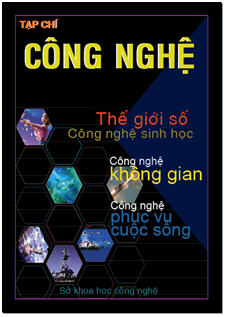 TẠP CHÍ
CÔNG NGHỆ
Thế giới số
Công nghệ sinh học
Công nghệ
không gian
Công nghệ
phục vụ
cuộc sống
Sở khoa học công nghệ